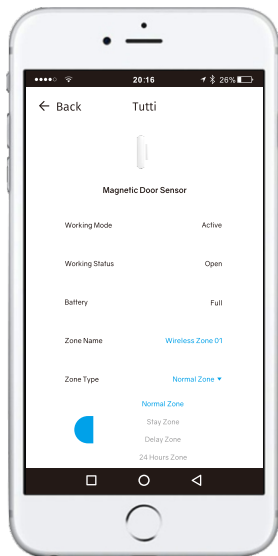 20:16 26%
← Back Tutti
Magnetic Door Sensor
Working Mode Active
Working Status Open
Battery Full
Zone Name Wireless Zone 01
Zone Type Normal Zone ▼
Normal Zone
Stay Zone
Delay Zone
24 Hours Zone